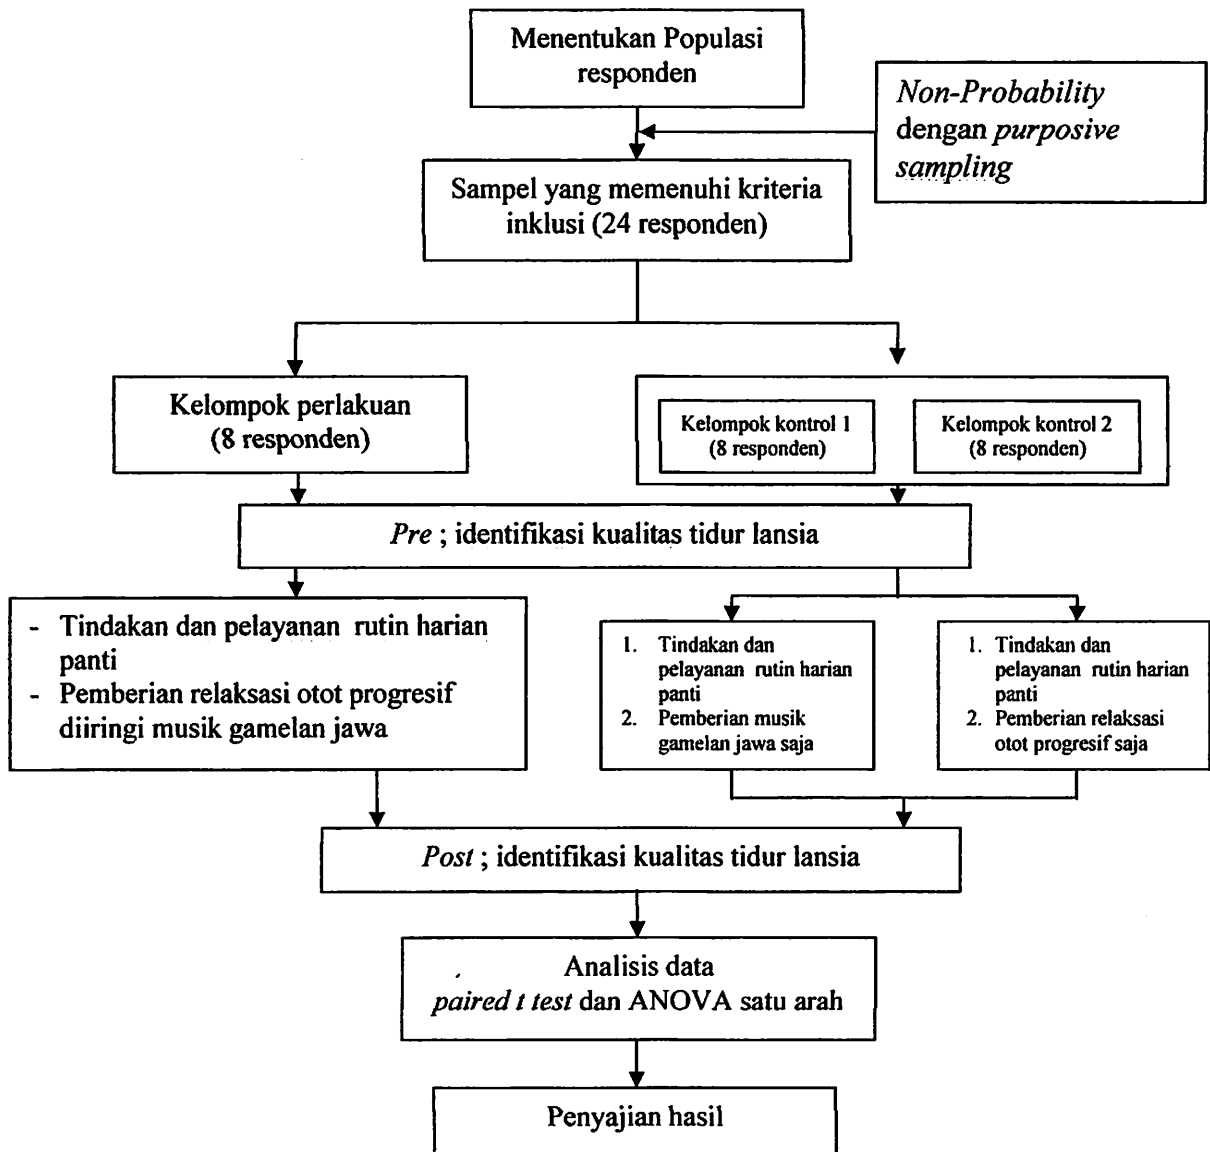 Menentukan Populasi
responden
Non-Probability
dengan purposive
sampling
Sampel yang memenuhi kriteria
inklusi (24 responden)
Kelompok perlakuan
(8 responden)
Kelompok kontrol 1
(8 responden)
Kelompok kontrol 2
(8 responden)
Pre ; identifikasi kualitas tidur lansia
- Tindakan dan pelayanan rutin harian
panti
- Pemberian relaksasi otot progresif
diiringi musik gamelan jawa
1. Tindakan dan
pelayanan rutin harian
panti
2. Pemberian musik
gamelan jawa saja
1. Tindakan dan
pelayanan rutin harian
panti
2. Pemberian relaksasi
otot progresif saja
Post ; identifikasi kualitas tidur lansia
Analisis data
paired t test dan ANOVA satu arah
Penyajian hasil